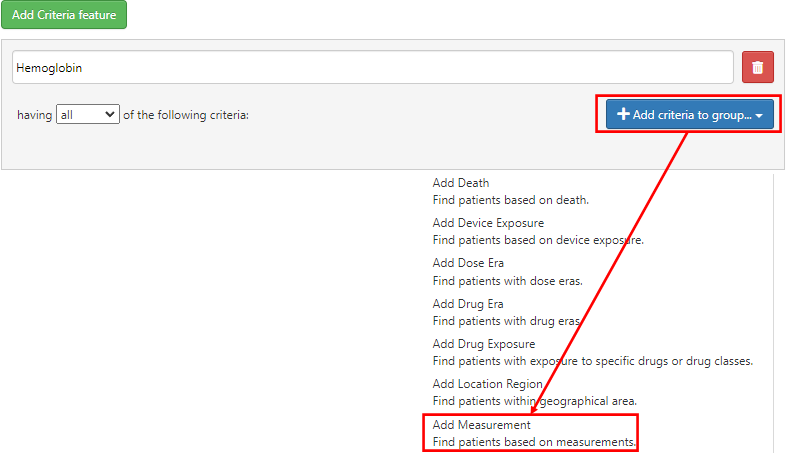 Add Criteria feature
Hemoglobin
having all of the following criteria:
Add criteria to group...
Add Death
Find patients based on death.
Add Device Exposure
Find patients based on device exposure.
Add Dose Era
Find patients with dose eras.
Add Drug Era
Find patients with drug eras.
Add Drug Exposure
Find patients with exposure to specific drugs or drug classes.
Add Location Region
Find patients within geographical area.
Add Measurement
Find patients based on measurements.